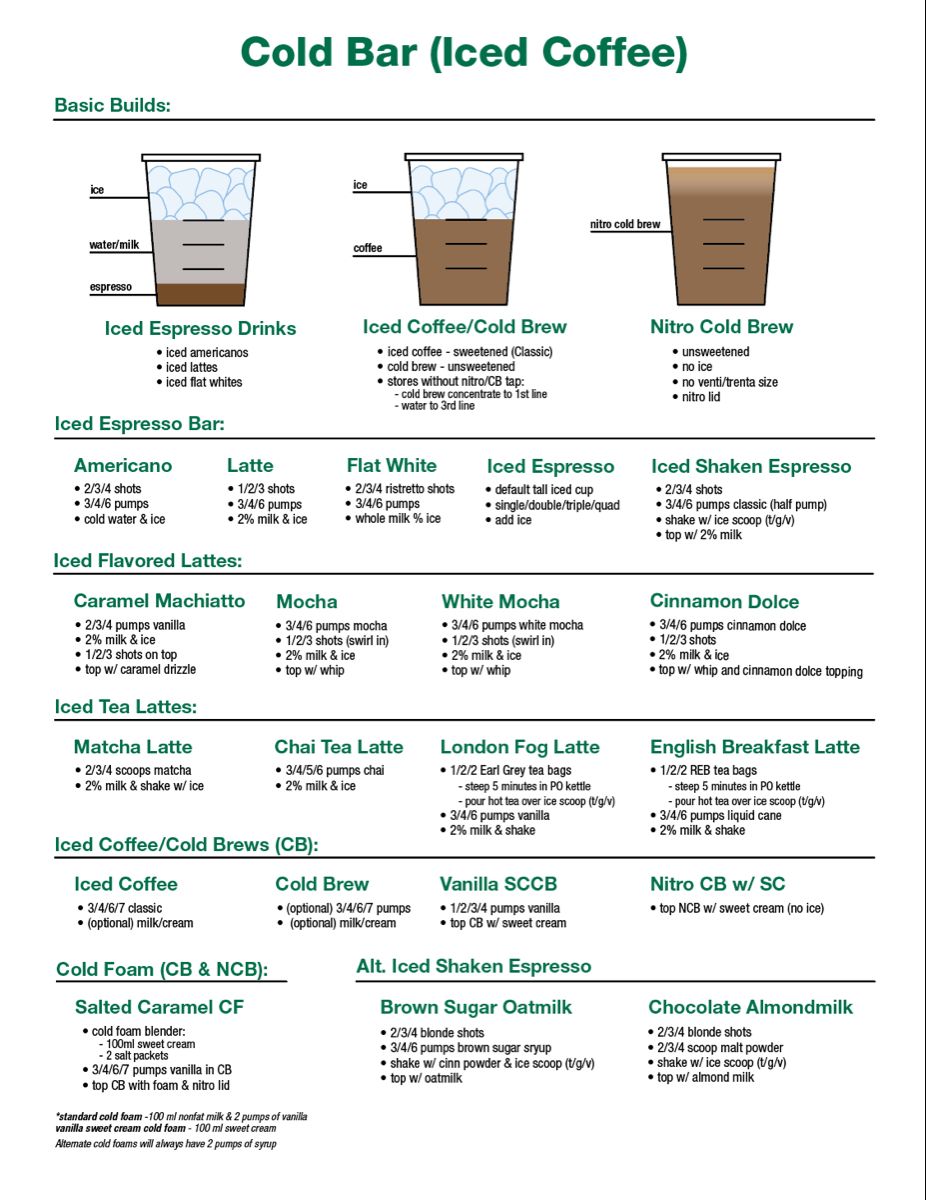 Cold Bar (Iced Coffee)
Basic Builds:
ice
water/milk
espresso
Iced Espresso Drinks
• iced americanos
• iced lattes
• iced flat whites
ice
coffee
Iced Coffee/Cold Brew
• iced coffee - sweetened (Classic)
• cold brew - unsweetened
• stores without nitro/CB tap:
- cold brew concentrate to 1st line
- water to 3rd line
nitro cold brew
Nitro Cold Brew
• unsweetened
• no ice
• no venti/trenta size
• nitro lid
Iced Espresso Bar:
Americano
• 2/3/4 shots
• 3/4/6 pumps
• cold water & ice
Latte
• 1/2/3 shots
• 3/4/6 pumps
• 2% milk & ice
Flat White
• 2/3/4 ristretto shots
• 3/4/6 pumps
• whole milk % ice
Iced Espresso
• default tall iced cup
• single/double/triple/quad
• add ice
Iced Shaken Espresso
• 2/3/4 shots
• 3/4/6 pumps classic (half pump)
• shake w/ ice scoop (t/g/v)
• top w/ 2% milk
Iced Flavored Lattes:
Caramel Machiatto
• 2/3/4 pumps vanilla
• 2% milk & ice
• 1/2/3 shots on top
• top w/ caramel drizzle
Mocha
• 3/4/6 pumps mocha
• 1/2/3 shots (swirl in)
• 2% milk & ice
• top w/ whip
White Mocha
• 3/4/6 pumps white mocha
• 1/2/3 shots (swirl in)
• 2% milk & ice
• top w/ whip
Cinnamon Dolce
• 3/4/6 pumps cinnamon dolce
• 1/2/3 shots
• 2% milk & ice
• top w/ whip and cinnamon dolce topping
Iced Tea Lattes:
Matcha Latte
• 2/3/4 scoops matcha
• 2% milk & shake w/ ice
Chai Tea Latte
• 3/4/5/6 pumps chai
• 2% milk & ice
London Fog Latte
• 1/2/2 Earl Grey tea bags
- steep 5 minutes in PO kettle
- pour hot tea over ice scoop (t/g/v)
• 3/4/6 pumps vanilla
• 2% milk & shake
English Breakfast Latte
• 1/2/2 REB tea bags
- steep 5 minutes in PO kettle
- pour hot tea over ice scoop (t/g/v)
• 3/4/6 pumps liquid cane
• 2% milk & shake
Iced Coffee/Cold Brews (CB):
Iced Coffee
• 3/4/6/7 classic
• (optional) milk/cream
Cold Brew
• (optional) 3/4/6/7 pumps
• (optional) milk/cream
Vanilla SCCB
• 1/2/3/4 pumps vanilla
• top CB w/ sweet cream
Nitro CB w/ SC
• top NCB w/ sweet cream (no ice)
Cold Foam (CB & NCB):
Salted Caramel CF
• cold foam blender:
- 100ml sweet cream
- 2 salt packets
• 3/4/6/7 pumps vanilla in CB
• top CB with foam & nitro lid
Alt. Iced Shaken Espresso
Brown Sugar Oatmilk
• 2/3/4 blonde shots
• 3/4/6 pumps brown sugar sryup
• shake w/ cinn powder & ice scoop (t/g/v)
• top w/ oatmilk
Chocolate Almondmilk
• 2/3/4 blonde shots
• 2/3/4 scoop malt powder
• shake w/ ice scoop (t/g/v)
• top w/ almond milk
*standard cold foam -100 ml nonfat milk & 2 pumps of vanilla
vanilla sweet cream cold foam - 100 ml sweet cream
Alternate cold foams will always have 2 pumps of syrup